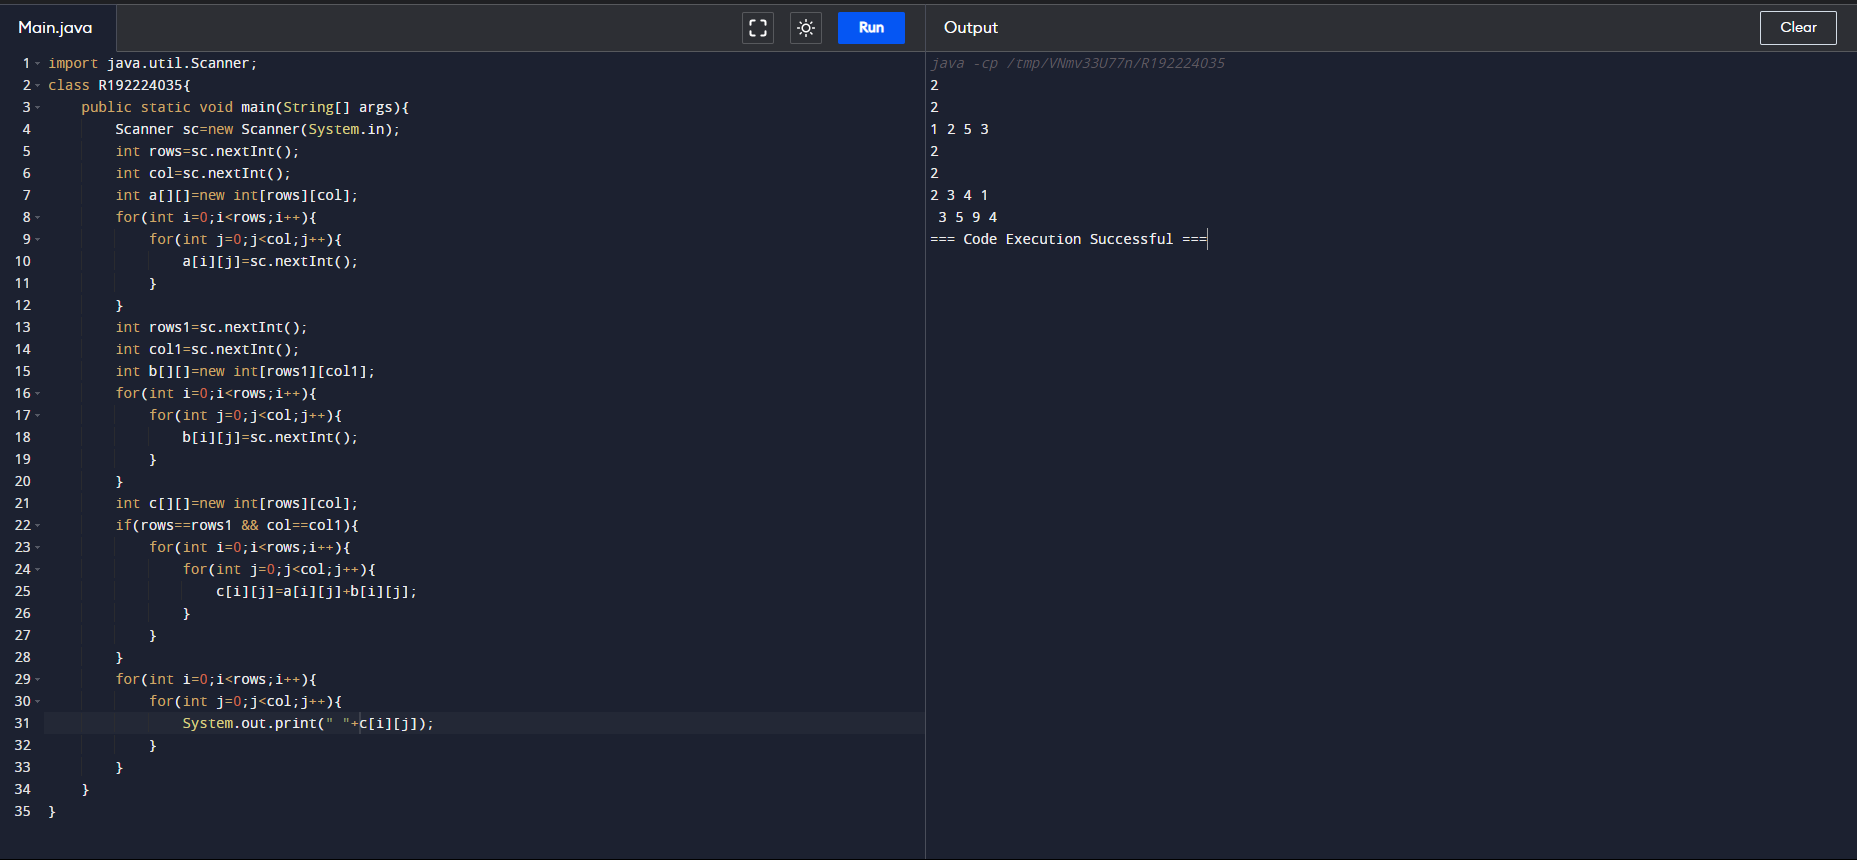 Main.java
Run
1 import java.util.Scanner;
2 class R192224035{
3     public static void main(String[] args){
4         Scanner sc=new Scanner(System.in);
5         int rows=sc.nextInt();
6         int col=sc.nextInt();
7         int a[][]=new int[rows][col];
8         for(int i=0;i<rows;i++){
9             for(int j=0;j<col;j++){
10                 a[i][j]=sc.nextInt();
11             }
12         }
13         int rows1=sc.nextInt();
14         int col1=sc.nextInt();
15         int b[][]=new int[rows1][col1];
16         for(int i=0;i<rows;i++){
17             for(int j=0;j<col;j++){
18                 b[i][j]=sc.nextInt();
19             }
20         }
21         int c[][]=new int[rows][col];
22         if(rows==rows1 && col==col1){
23             for(int i=0;i<rows;i++){
24                 for(int j=0;j<col;j++){
25                     c[i][j]=a[i][j]+b[i][j];
26                 }
27             }
28         }
29         for(int i=0;i<rows;i++){
30             for(int j=0;j<col;j++){
31                 System.out.print(" "+c[i][j]);
32             }
33         }
34     }
35 }
Output
Clear
java -cp /tmp/VNmv33U77n/R192224035
2
2
1 2 5 3
2
2
2 3 4 1
 3 5 9 4
=== Code Execution Successful ===